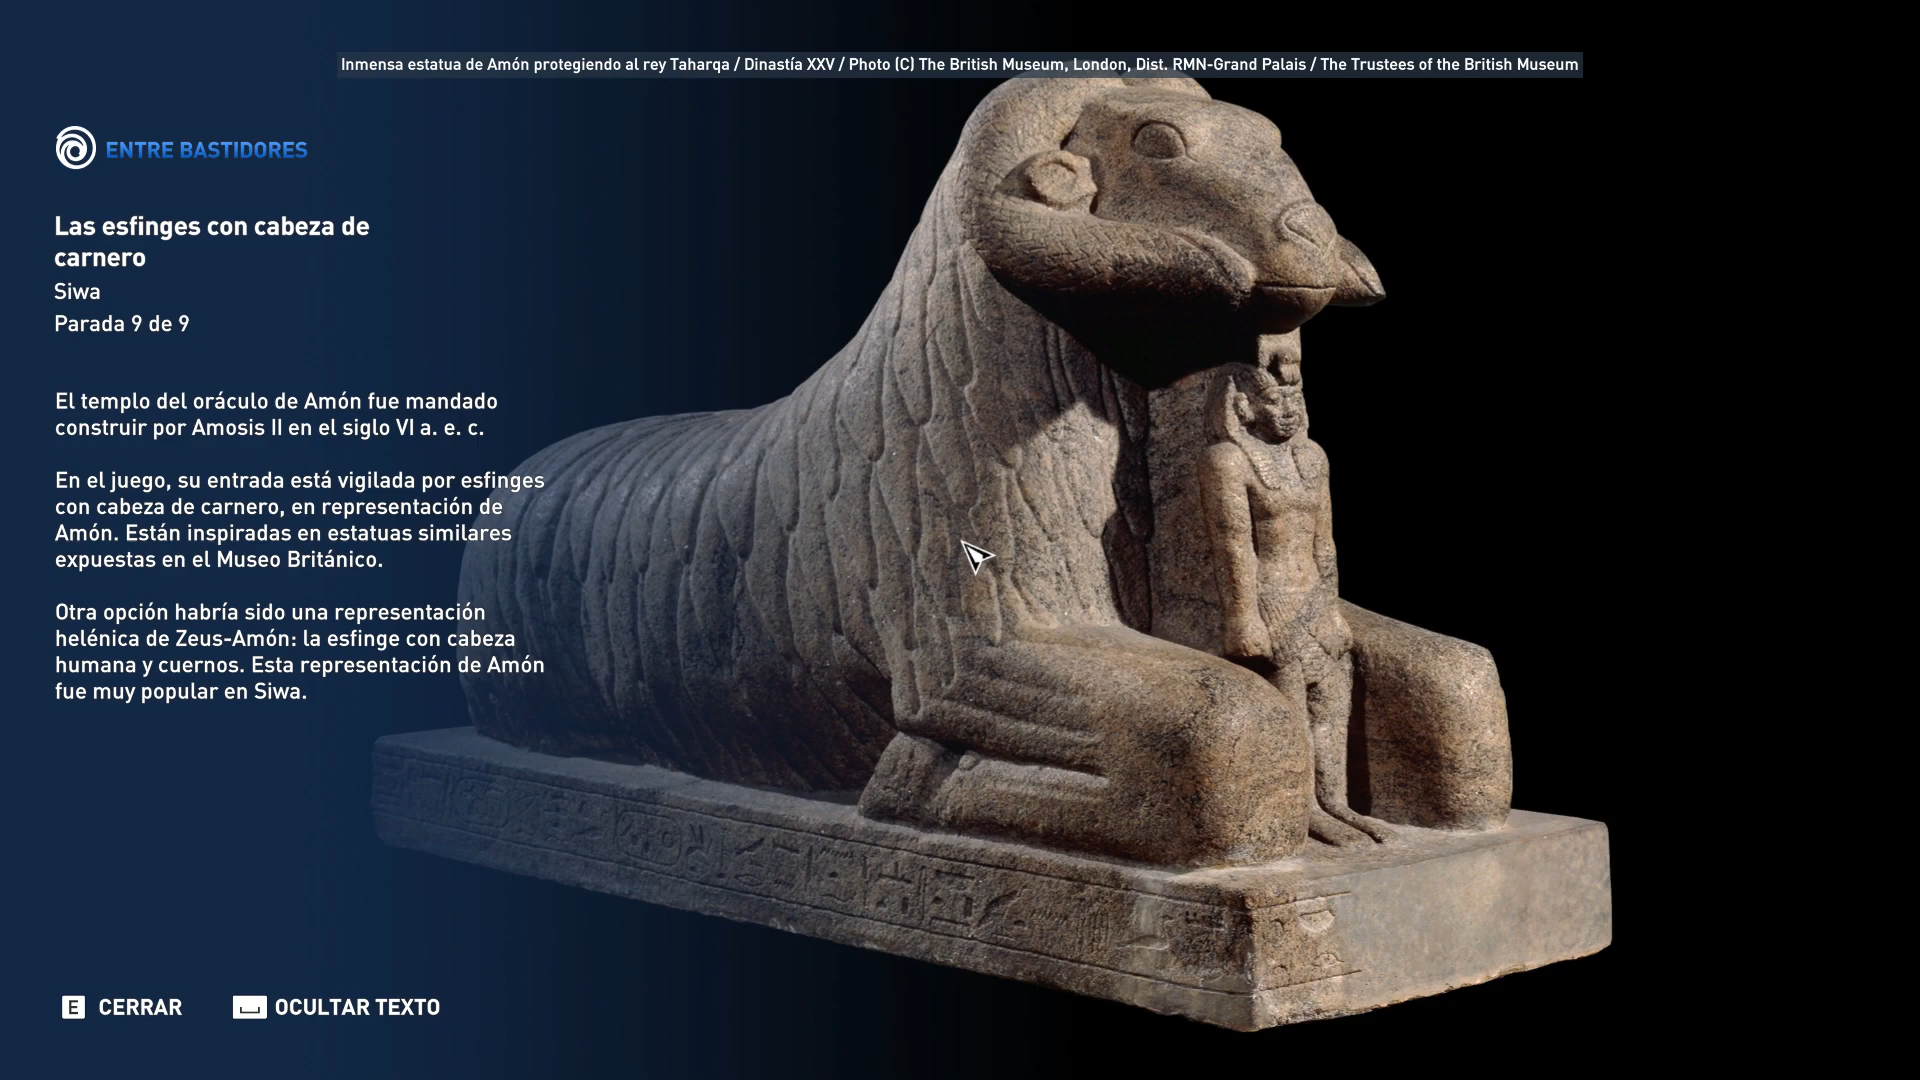 Inmensa estatua de Amón protegiendo al rey Taharqa / Dinastía XXV / Photo (C) The British Museum, London, Dist. RMN-Grand Palais / The Trustees of the British Museum
ENTRE BASTIDORES
Las esfinges con cabeza de
carnero
Siwa
Parada 9 de 9
El templo del oráculo de Amón fue mandado
construir por Amosis II en el siglo VI a. e. c.
En el juego, su entrada está vigilada por esfinges
con cabeza de carnero, en representación de
Amón. Están inspiradas en estatuas similares
expuestas en el Museo Británico.
Otra opción habría sido una representación
helénica de Zeus-Amón: la esfinge con cabeza
humana y cuernos. Esta representación de Amón
fue muy popular en Siwa.
E CERRAR OCULTAR TEXTO